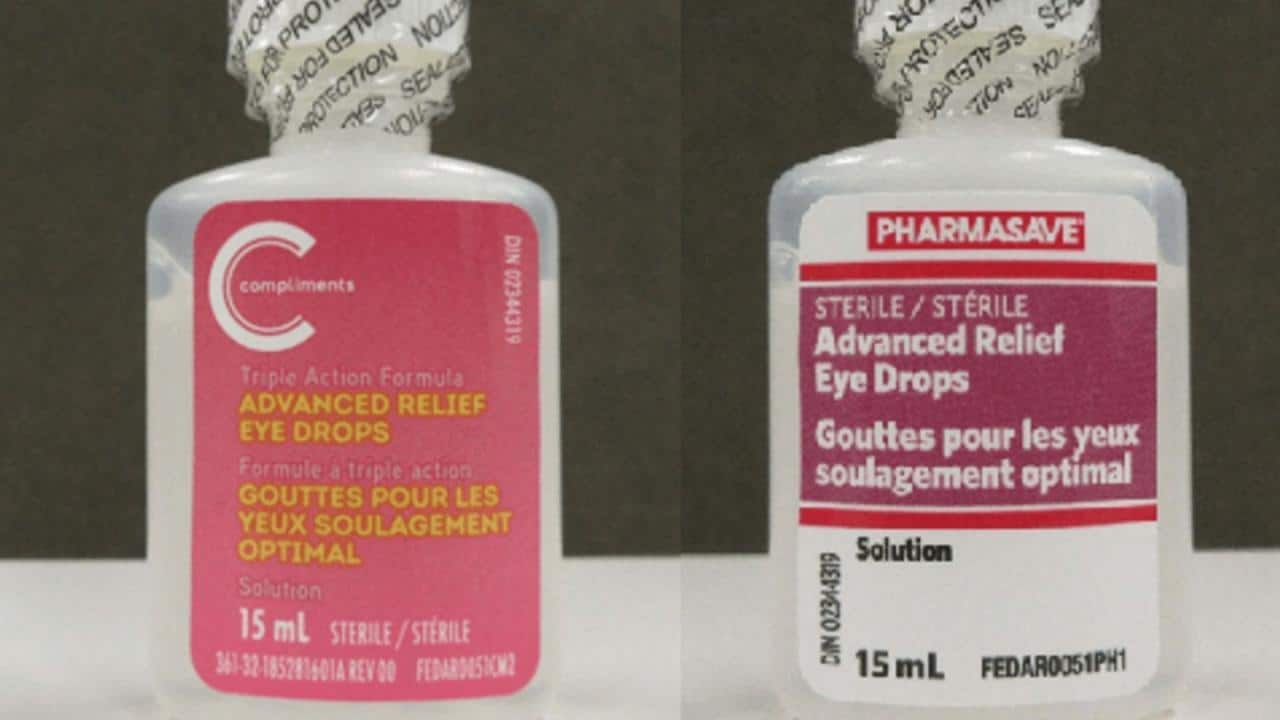 compliments
DIN 02344319
Triple Action Formula
ADVANCED RELIEF
EYE DROPS
Formule à triple action
GOUTTES POUR LES
YEUX SOULAGEMENT
OPTIMAL
Solution
15 mL STERILE / STÉRILE
361-32-185281601A REV 00 FEDAR0051CM2
PROTECTION
SEALED FOR
PROTECTION
SEALED
PHARMASAVE
STERILE / STÉRILE
Advanced Relief
Eye Drops
Gouttes pour les yeux
soulagement optimal
Solution
DIN 02344319
15 mL FEDAR0051PH1